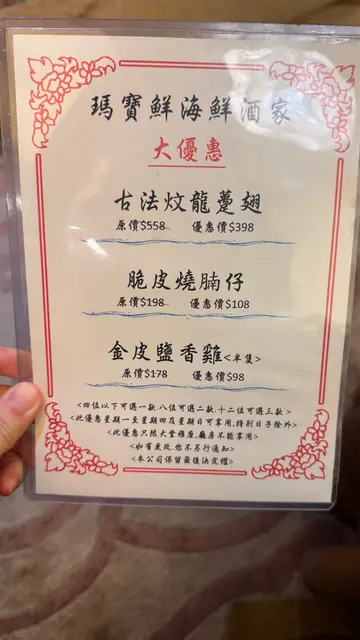 瑪寶鮮海鮮酒家
大優惠
古法炆龍躉翅
原價$558 優惠價$398
脆皮燒腩仔
原價$198 優惠價$108
金皮鹽香雞<半隻>
原價$178 優惠價$98
<四位以下可選一款,八位可選二款,十二位可選三款>
<此優惠星期一至星期四及星期日可享用,特別日子除外>
<此優惠只限大堂雅座,廳房不能享用>
<如有更改,恕不另行通知>
<本公司保留最後決定權>